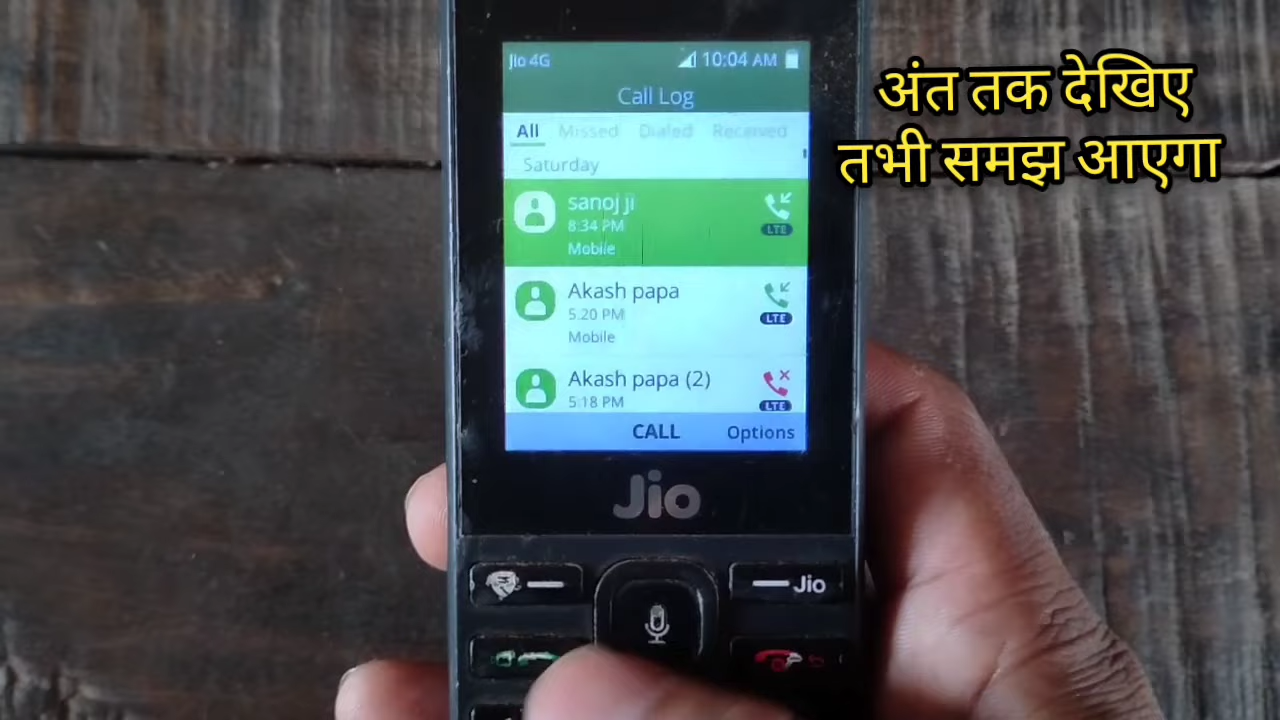 Jio 4G 10:04 AM
Call Log
All Missed Dialed Received
Saturday
sanoj ji
8:34 PM
LTE
Mobile
Akash papa
5:20 PM
LTE
Mobile
Akash papa (2)
5:18 PM
LTE
CALL Options
Jio
Jio
अंत तक देखिए
तभी समझ आएगा